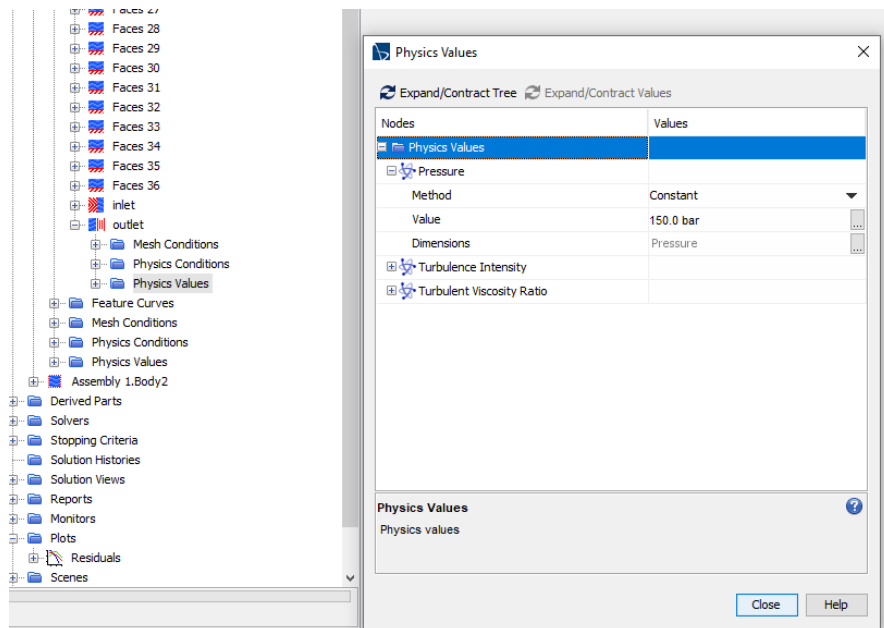 Faces 27
Faces 28
Faces 29
Faces 30
Faces 31
Faces 32
Faces 33
Faces 34
Faces 35
Faces 36
inlet
outlet
Mesh Conditions
Physics Conditions
Physics Values
Feature Curves
Mesh Conditions
Physics Conditions
Physics Values
Assembly 1.Body2
Derived Parts
Solvers
Stopping Criteria
Solution Histories
Solution Views
Reports
Monitors
Plots
Residuals
Scenes
Physics Values
Expand/Contract Tree Expand/Contract Values
Nodes Values
Physics Values
Pressure
Method Constant
Value 150.0 bar ...
Dimensions Pressure ...
Turbulence Intensity
Turbulent Viscosity Ratio
Physics Values
Physics values
Close Help